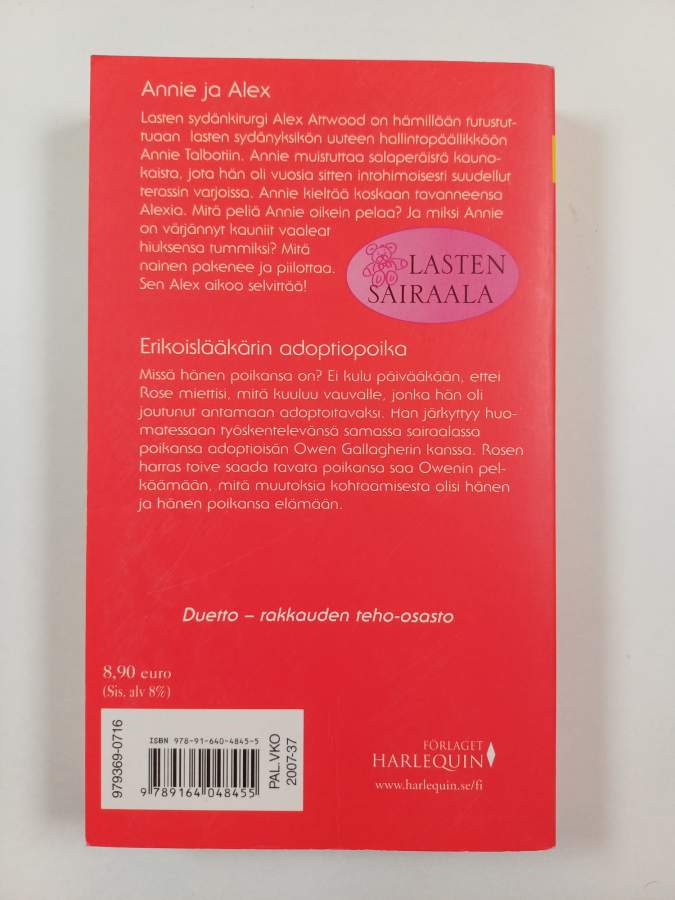 Annie ja Alex
Lasten sydänkirurgi Alex Attwood on hämillään tutustut-
tuaan lasten sydänyksikön uuteen hallintopäällikköön
Annie Talbotiin. Annie muistuttaa salaperäistä kauno-
kaista, jota hän oli vuosia sitten intohimoisesti suudellut
terassin varjoissa. Annie kieltää koskaan tavanneensa
Alexia. Mitä peliä Annie oikein pelaa? Ja miksi Annie
on värjännyt kauniit vaaleat
hiuksensa tummiksi? Mitä
nainen pakenee ja piilottaa.
Sen Alex aikoo selvittää!
LASTEN
SAIRAALA
Erikoislääkärin adoptiopoika
Missä hänen poikansa on? Ei kulu päivääkään, ettei
Rose miettisi, mitä kuuluu vauvalle, jonka hän oli
joutunut antamaan adoptoitavaksi. Hän järkyttyy huo-
matessaan työskentelevänsä samassa sairaalassa
poikansa adoptioisän Owen Gallagherin kanssa. Rosen
harras toive saada tavata poikansa saa Owenin pel-
käämään, mitä muutoksia kohtaamisesta olisi hänen
ja hänen poikansa elämään.
Duetto – rakkauden teho-osasto
8,90 euro
(Sis. alv 8%)
979369-0716
ISBN 978-91-640-4845-5
9 789164 048455
PAL.VKO
2007-37
FÖRLAGET
HARLEQUIN
www.harlequin.se/fi